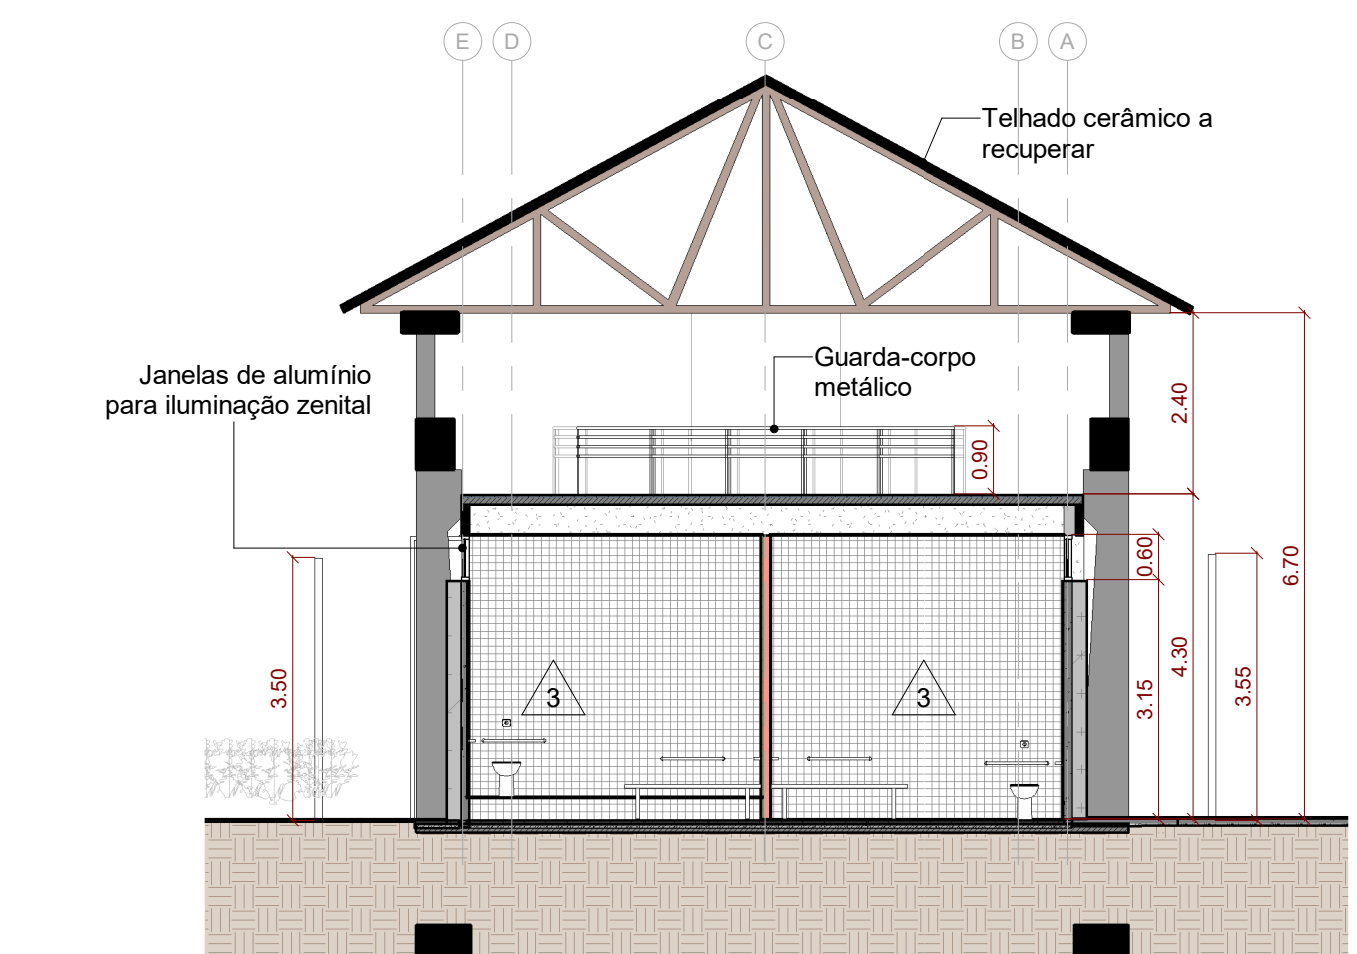 E D C B A
Telhado cerâmico a
recuperar
Guarda-corpo
metálico
Janelas de alumínio
para iluminação zenital
2.40
0.90
0.60
6.70
4.30
3.15
3.55
3.50
3
3